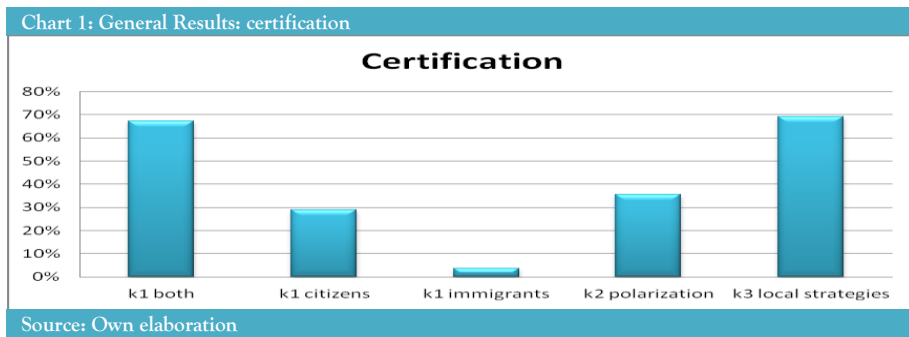 Chart 1: General Results: certification
Certification
80%
70%
60%
50%
40%
30%
20%
10%
0%
k1 both k1 citizens k1 immigrants k2 polarization k3 local strategies
Source: Own elaboration